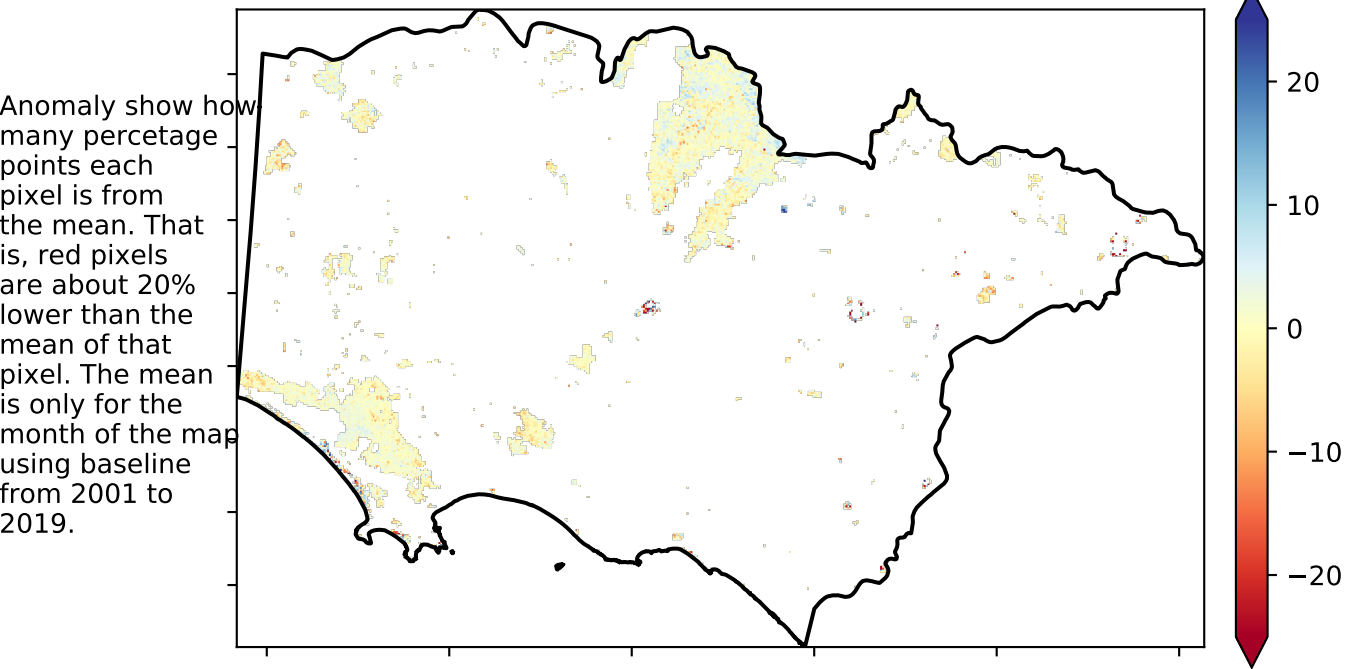 Anomaly show how
many percetage
points each
pixel is from
the mean. That
is, red pixels
are about 20%
lower than the
mean of that
pixel. The mean
is only for the
month of the map
using baseline
from 2001 to
2019.
20
10
0
−10
−20